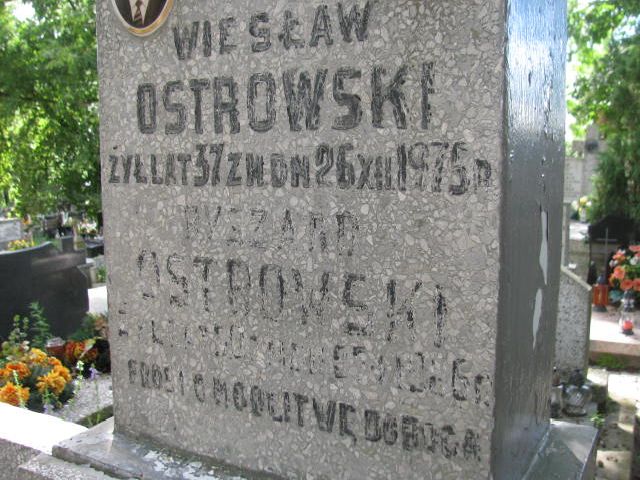 WIESŁAW
OSTROWSKI
ŻYŁ LAT 37 ZM. DN 26 XII 1975 R
RYSZARD
OSTROWSKI
PROSI O MODLITWĘ DO BOGA